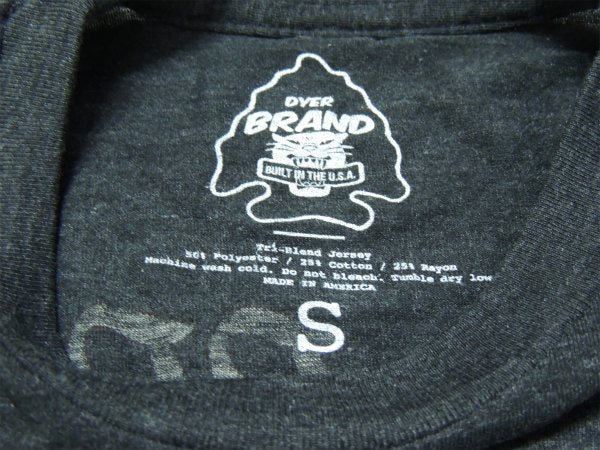 DYER
BRAND
BUILT IN THE U.S.A.
Tri-Blend Jersey
50% Polyester / 25% Cotton / 25% Rayon
Machine wash cold. Do not bleach. Tumble dry low
MADE IN AMERICA
S